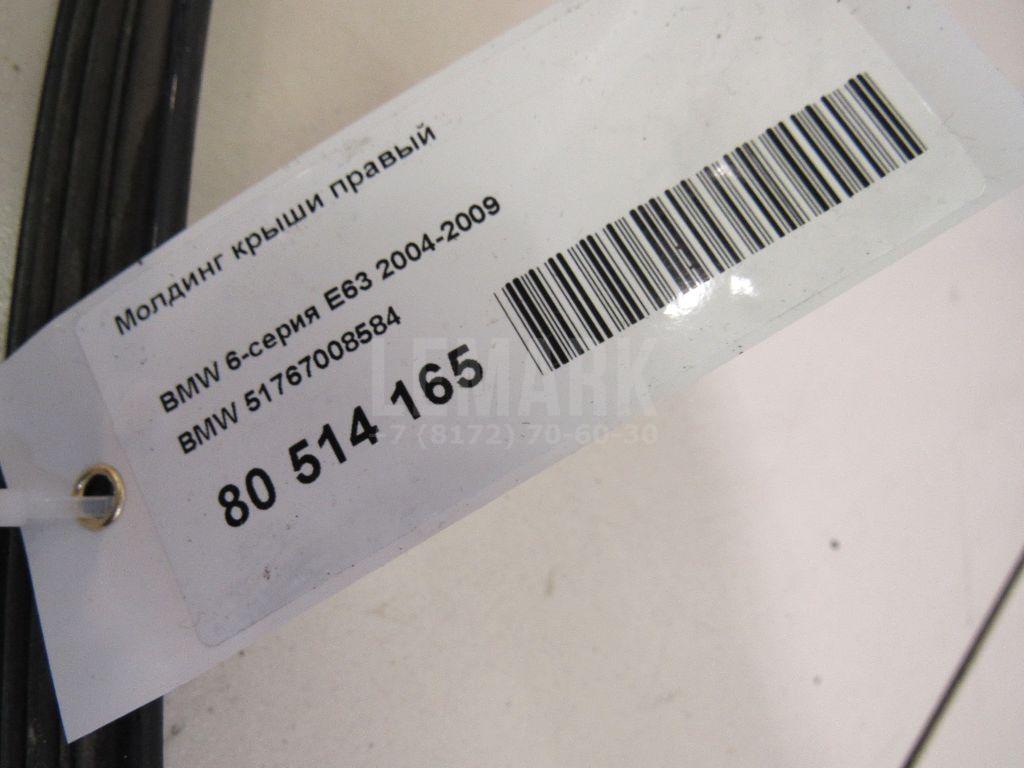 Молдинг крыши правый
BMW 6-серия E63 2004-2009
BMW 51767008584
80 514 165
LEMARK
+7 (8172) 70-60-30